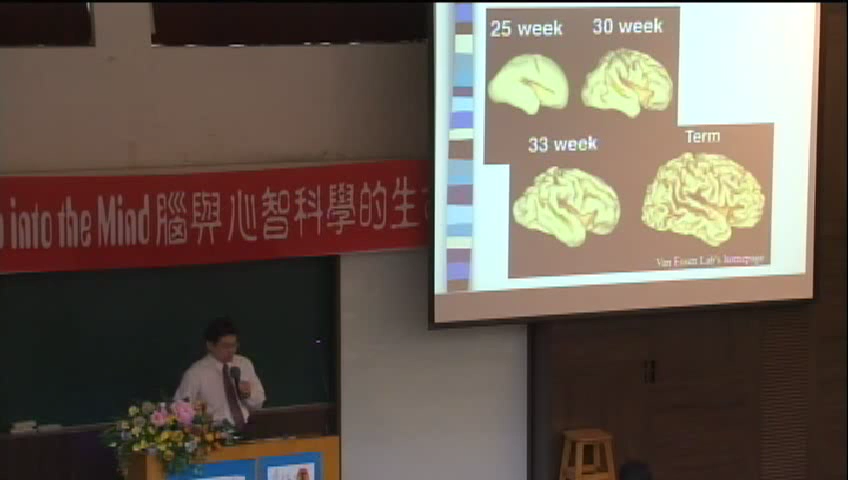 25 week
30 week
33 week
Term
Van Essen Lab's homepage
into the Mind 腦與心智科學的生